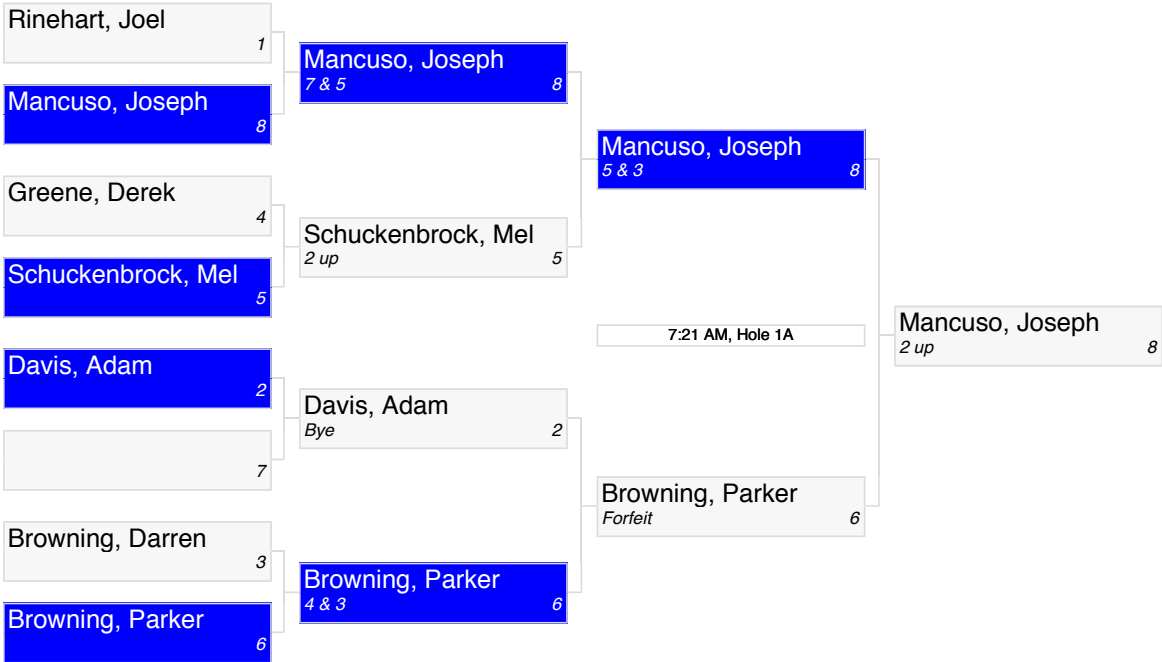 Rinehart, Joel
1
Mancuso, Joseph
8
Greene, Derek
4
Schuckenbrock, Mel
5
Davis, Adam
2
7
Browning, Darren
3
Browning, Parker
6
Mancuso, Joseph
7 & 5 8
Schuckenbrock, Mel
2 up 5
Davis, Adam
Bye 2
Browning, Parker
4 & 3 6
Mancuso, Joseph
5 & 3 8
7:21 AM, Hole 1A
Browning, Parker
Forfeit 6
Mancuso, Joseph
2 up 8